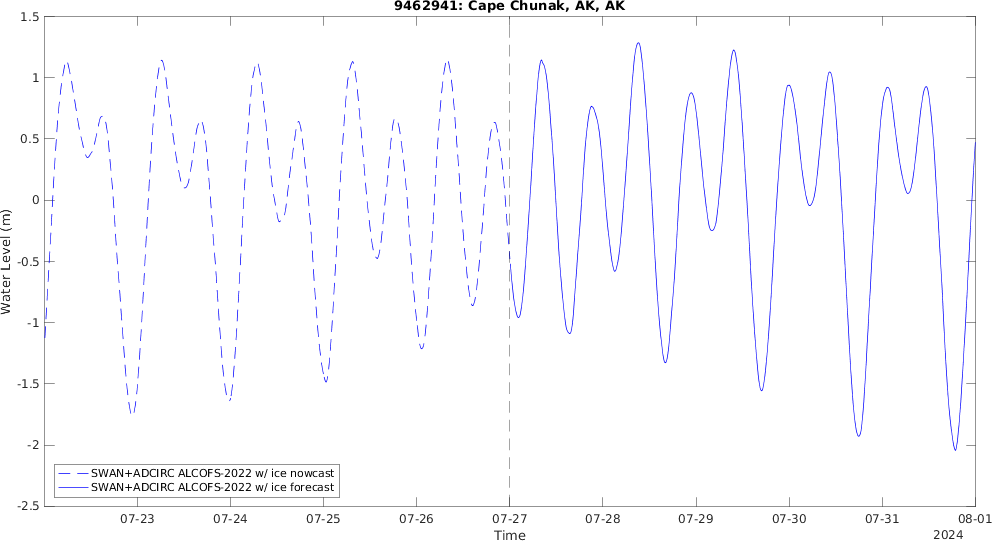 9462941: Cape Chunak, AK, AK
Water Level (m)
1.5
1
0.5
0
-0.5
-1
-1.5
-2
-2.5
SWAN+ADCIRC ALCOFS-2022 w/ ice nowcast
SWAN+ADCIRC ALCOFS-2022 w/ ice forecast
07-23 07-24 07-25 07-26 07-27 07-28 07-29 07-30 07-31 08-01
Time
2024